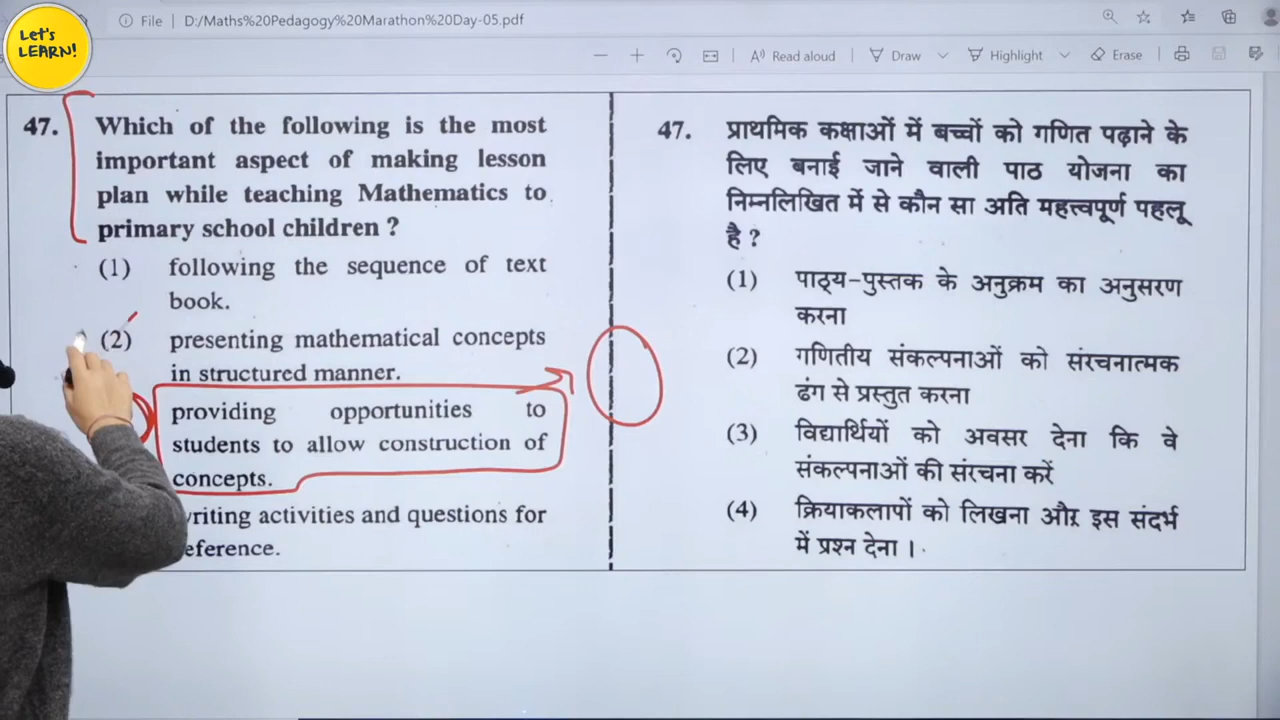 Let's
LEARN!
File | D:/Maths%20Pedagogy%20Marathon%20Day-05.pdf
Read aloud
Draw
Highlight
Erase
47. Which of the following is the most
important aspect of making lesson
plan while teaching Mathematics to
primary school children ?
(1) following the sequence of text
book.
(2) presenting mathematical concepts
in structured manner.
providing opportunities to
students to allow construction of
concepts.
writing activities and questions for
eference.
47. प्राथमिक कक्षाओं में बच्चों को गणित पढ़ाने के
लिए बनाई जाने वाली पाठ योजना का
निम्नलिखित में से कौन सा अति महत्त्वपूर्ण पहलू
है ?
(1) पाठ्य-पुस्तक के अनुक्रम का अनुसरण
करना
(2) गणितीय संकल्पनाओं को संरचनात्मक
ढंग से प्रस्तुत करना
(3) विद्यार्थियों को अवसर देना कि वे
संकल्पनाओं की संरचना करें
(4) क्रियाकलापों को लिखना और इस संदर्भ
में प्रश्न देना ।